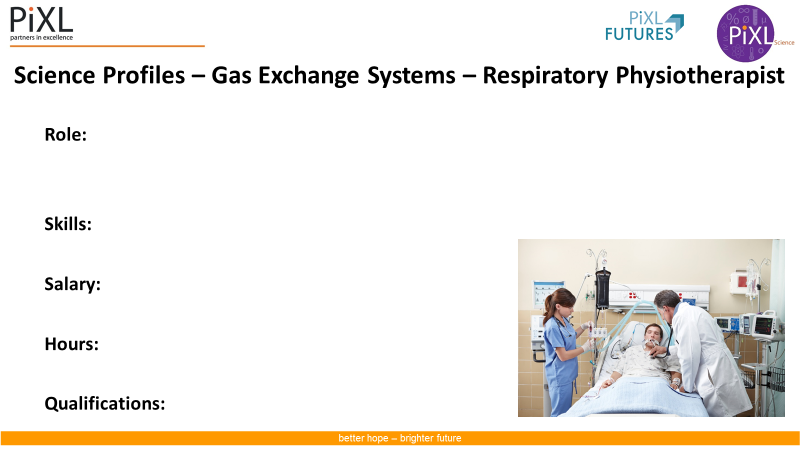 PiXL
partners in excellence
PiXL
FUTURES
PiXL
Science
Science Profiles – Gas Exchange Systems – Respiratory Physiotherapist
Role:
Skills:
Salary:
Hours:
Qualifications:
better hope – brighter future